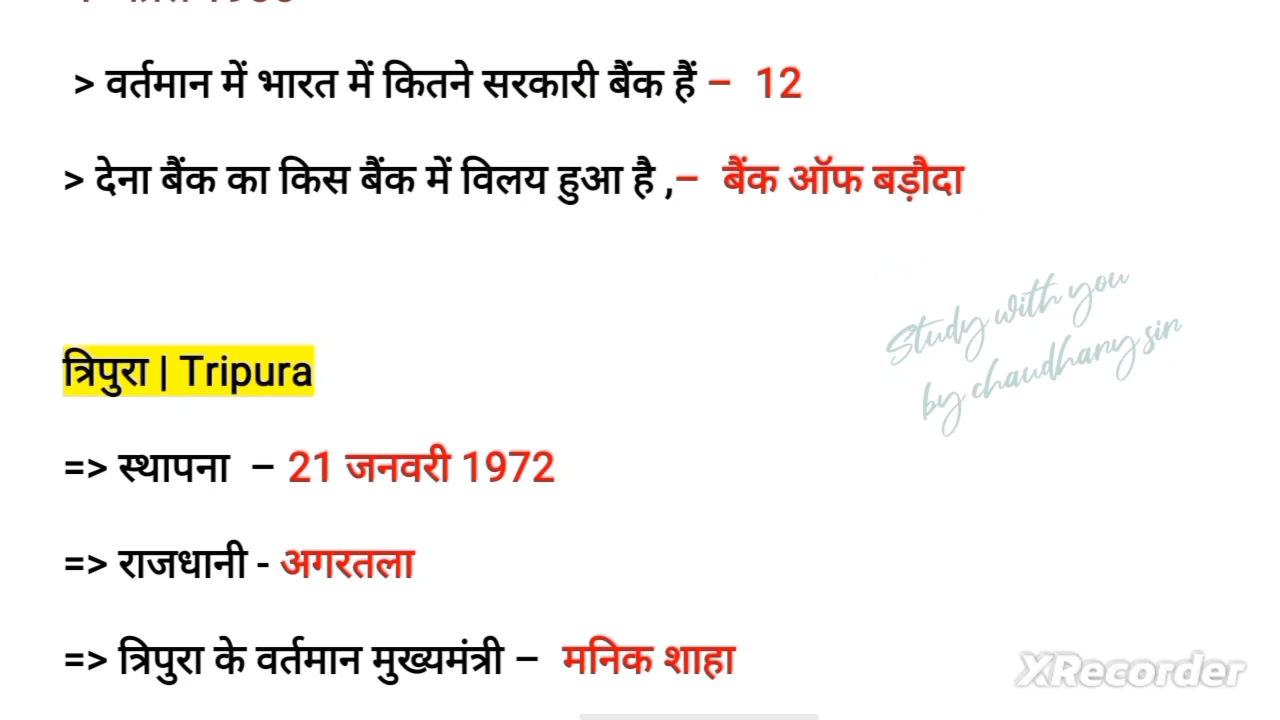 > वर्तमान में भारत में कितने सरकारी बैंक हैं – 12
> देना बैंक का किस बैंक में विलय हुआ है ,– बैंक ऑफ बड़ौदा
Study with you
by chaudhany sir
त्रिपुरा | Tripura
=> स्थापना – 21 जनवरी 1972
=> राजधानी - अगरतला
=> त्रिपुरा के वर्तमान मुख्यमंत्री – मनिक शाहा
XRecorder